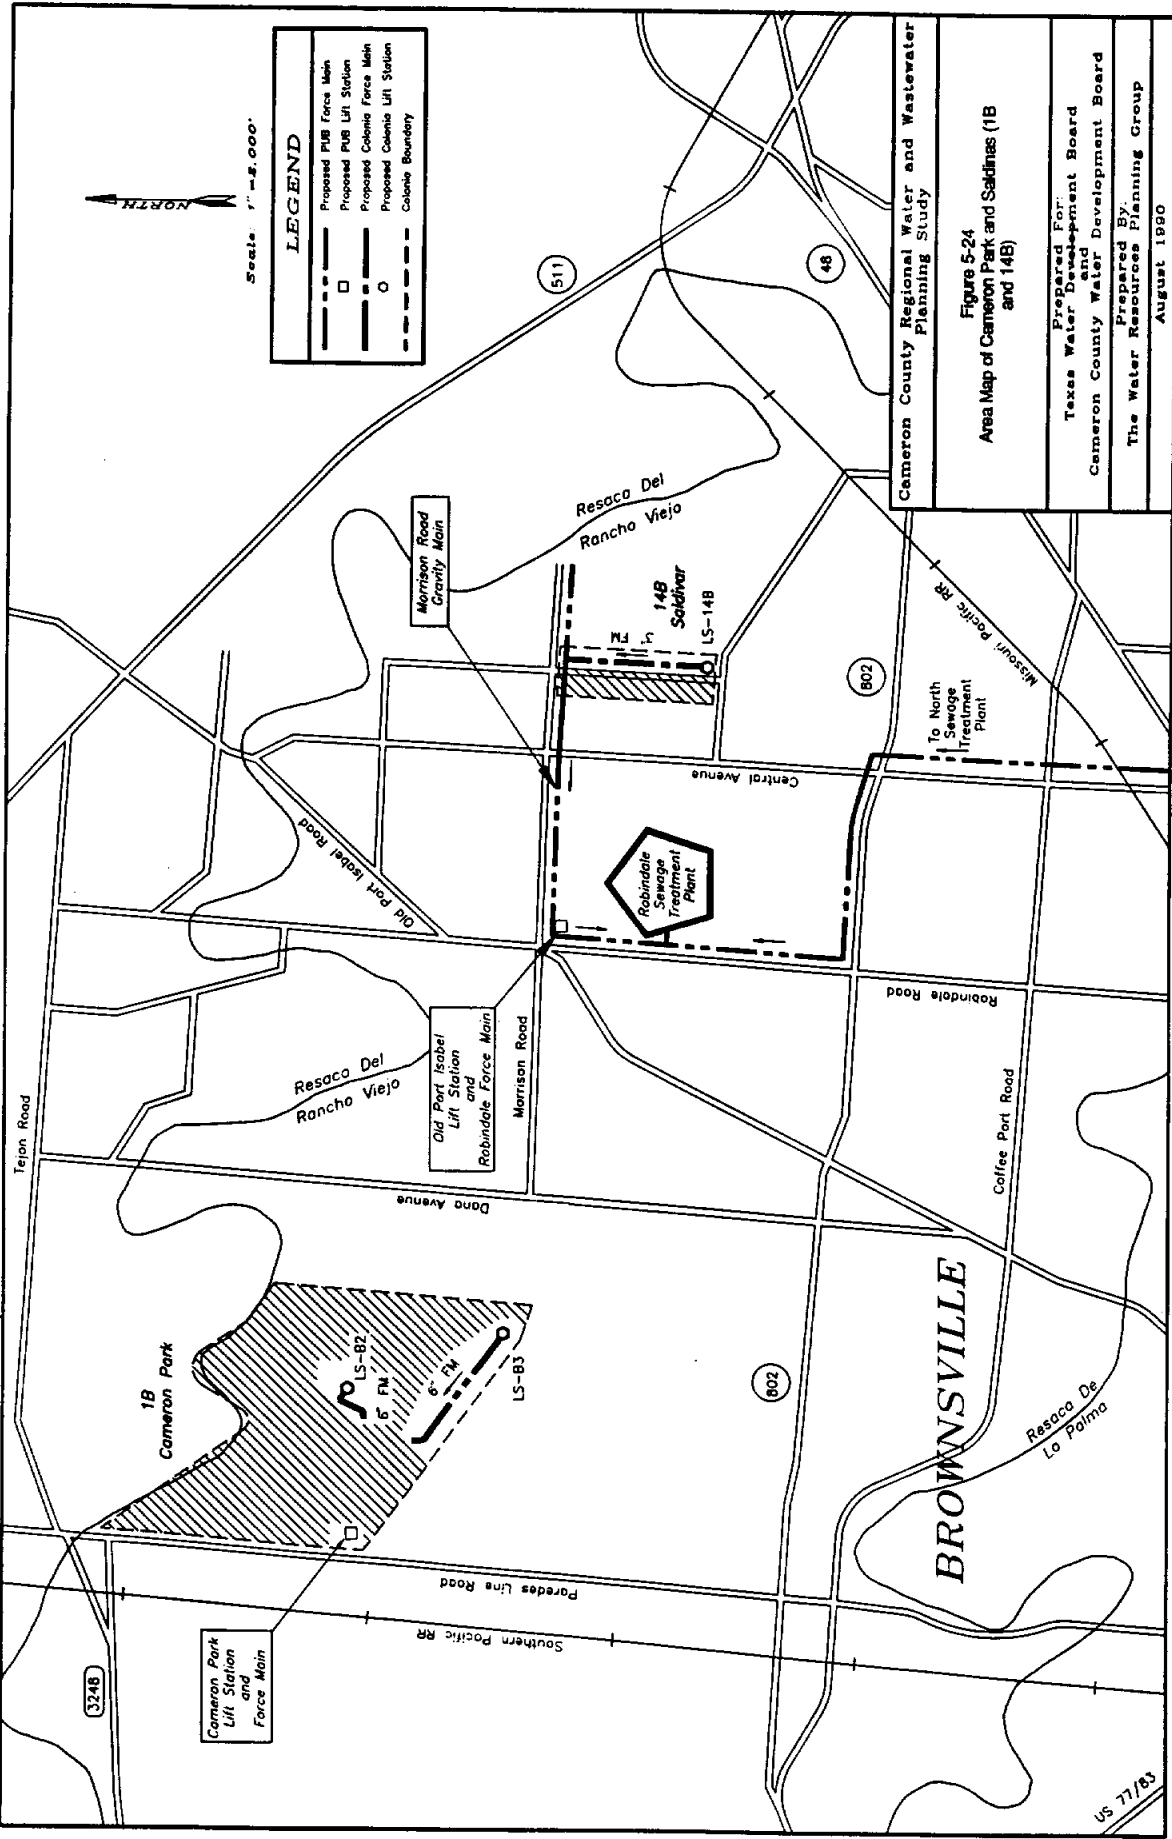 NORTH
Scale: 1"=2,000'
LEGEND
Proposed PUB Force Main
Proposed PUB Lift Station
Proposed Colonia Force Main
Proposed Colonia Lift Station
Colonia Boundary
511
48
Morrison Road
Gravity Main
Resaca Del
Rancho Viejo
14B
Saldivar
LS-14B
4"
FM
802
To North
Sewage
Treatment
Plant
Missouri Pacific RR
Central Avenue
Old Port Isabel Road
Robindale
Sewage
Treatment
Plant
Robindale Road
Old Port Isabel
Lift Station
and
Robindale Force Main
Morrison Road
Resaca Del
Rancho Viejo
Tejon Road
Dana Avenue
Coffee Port Road
1B
Cameron Park
LS-B2
6" FM
6" FM
LS-B3
802
BROWNSVILLE
Resaca De
La Palma
Paredes Line Road
Southern Pacific RR
Cameron Park
Lift Station
and
Force Main
3248
US 77/83
Cameron County Regional Water and Wastewater
Planning Study
Figure 5-24
Area Map of Cameron Park and Saldinas (1B
and 14B)
Prepared For:
Texas Water Development Board
and
Cameron County Water Development Board
Prepared By:
The Water Resources Planning Group
August 1990